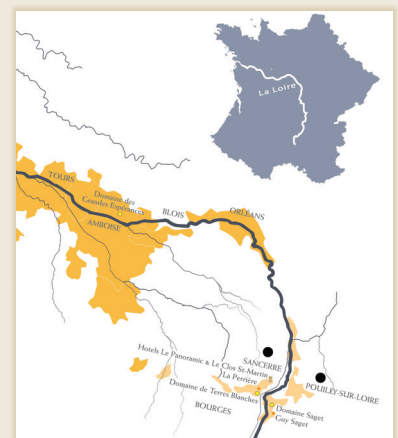 La Loire
TOURS
Domaine des
Grandes Espérances
AMBOISE
BLOIS
ORLÉANS
SANCERRE
Hotels Le Panoramic & Le Clos St-Martin
La Perrière
POUILLY-SUR-LOIRE
Domaine de Terres Blanches
Domaine Saget
Guy Saget
BOURGES